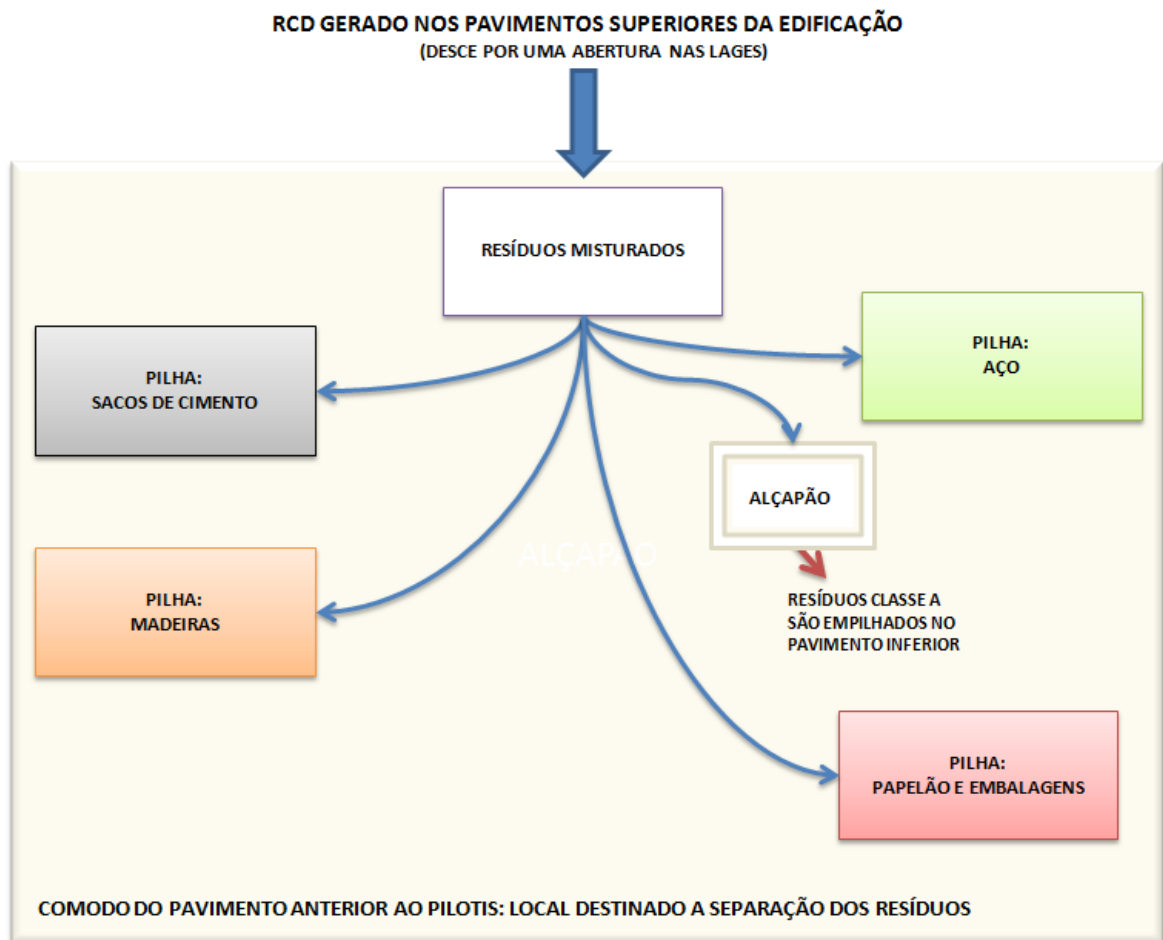 RCD GERADO NOS PAVIMENTOS SUPERIORES DA EDIFICAÇÃO
(DESCE POR UMA ABERTURA NAS LAGES)
RESÍDUOS MISTURADOS
PILHA:
AÇO
PILHA:
SACOS DE CIMENTO
ALÇAPÃO
ALÇAPÃO
PILHA:
MADEIRAS
RESÍDUOS CLASSE A
SÃO EMPILHADOS NO
PAVIMENTO INFERIOR
PILHA:
PAPELÃO E EMBALAGENS
COMODO DO PAVIMENTO ANTERIOR AO PILOTIS: LOCAL DESTINADO A SEPARAÇÃO DOS RESÍDUOS